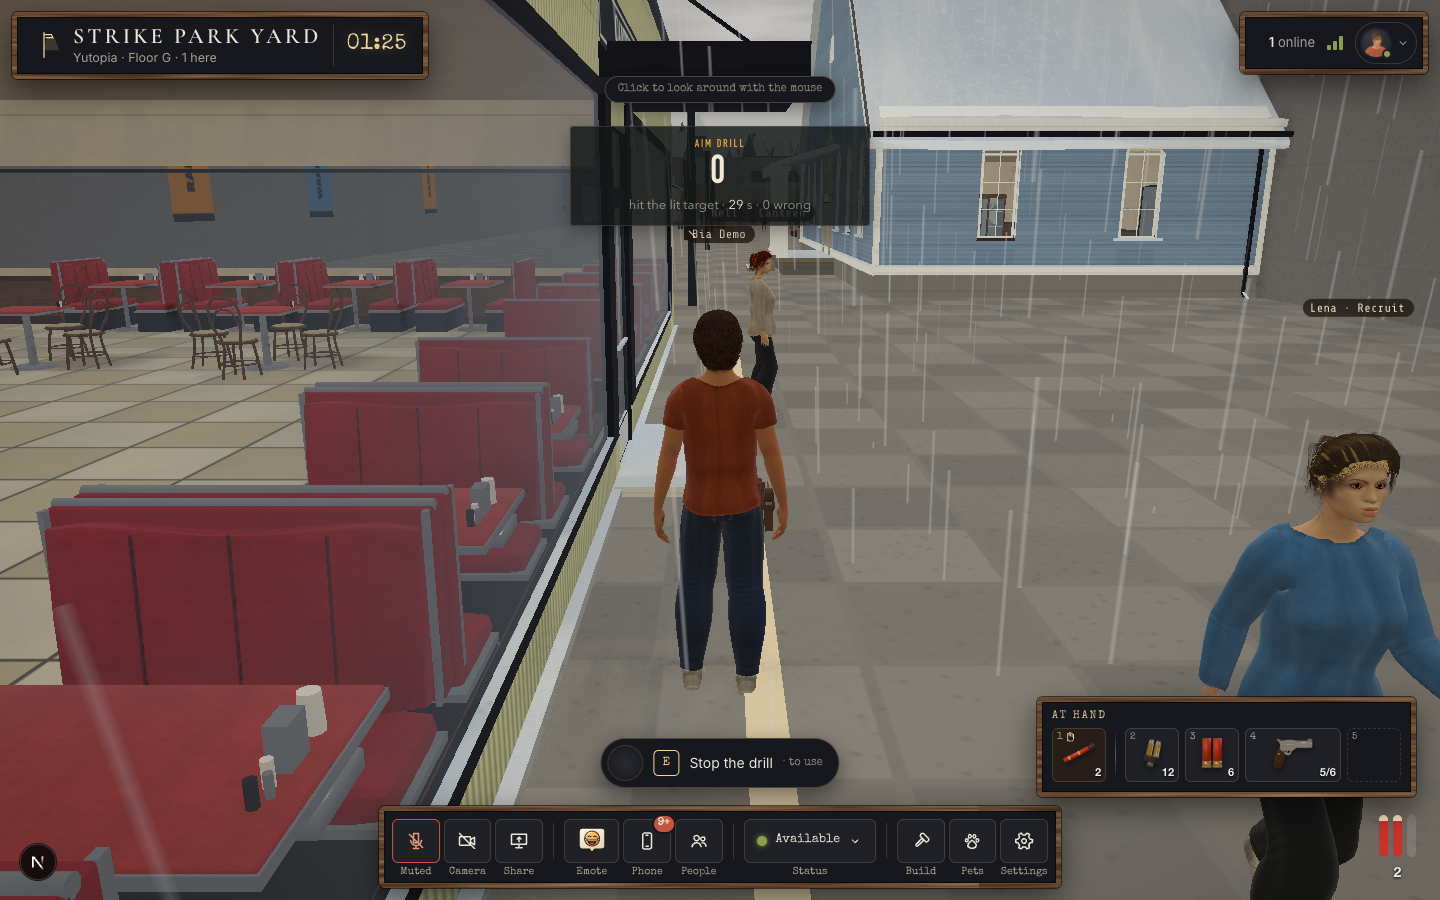 STRIKE PARK YARD
Yutopia · Floor G · 1 here
01:25
1 online
Click to look around with the mouse
AIM DRILL
0
hit the lit target · 29 s · 0 wrong
Nell · Canteen
Bia Demo
Lena · Recruit
E Stop the drill · to use
AT HAND
1 2
2 12
3 6
4 5/6
5
9+
Available
Muted Camera Share Emote Phone People Status Build Pets Settings
N
2